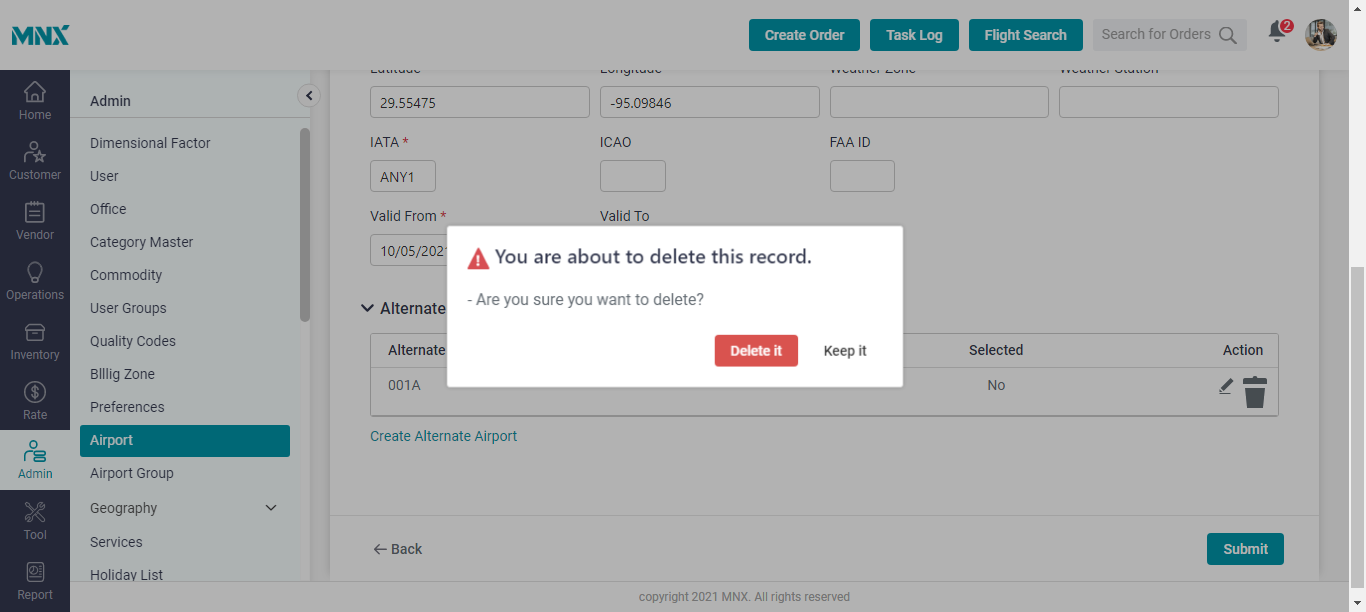 MNX
Create Order
Task Log
Flight Search
Search for Orders
2
Home
Customer
Vendor
Operations
Inventory
Rate
Admin
Tool
Report
Admin
Dimensional Factor
User
Office
Category Master
Commodity
User Groups
Quality Codes
Blllig Zone
Preferences
Airport
Airport Group
Geography
Services
Holiday List
Latitude Longitude Weather Zone Weather Station
29.55475 -95.09846
IATA * ICAO FAA ID
ANY1
Valid From * Valid To
10/05/202
You are about to delete this record.
- Are you sure you want to delete?
Delete it Keep it
Alternate
Alternate Selected Action
001A No
Create Alternate Airport
Back Submit
copyright 2021 MNX. All rights reserved